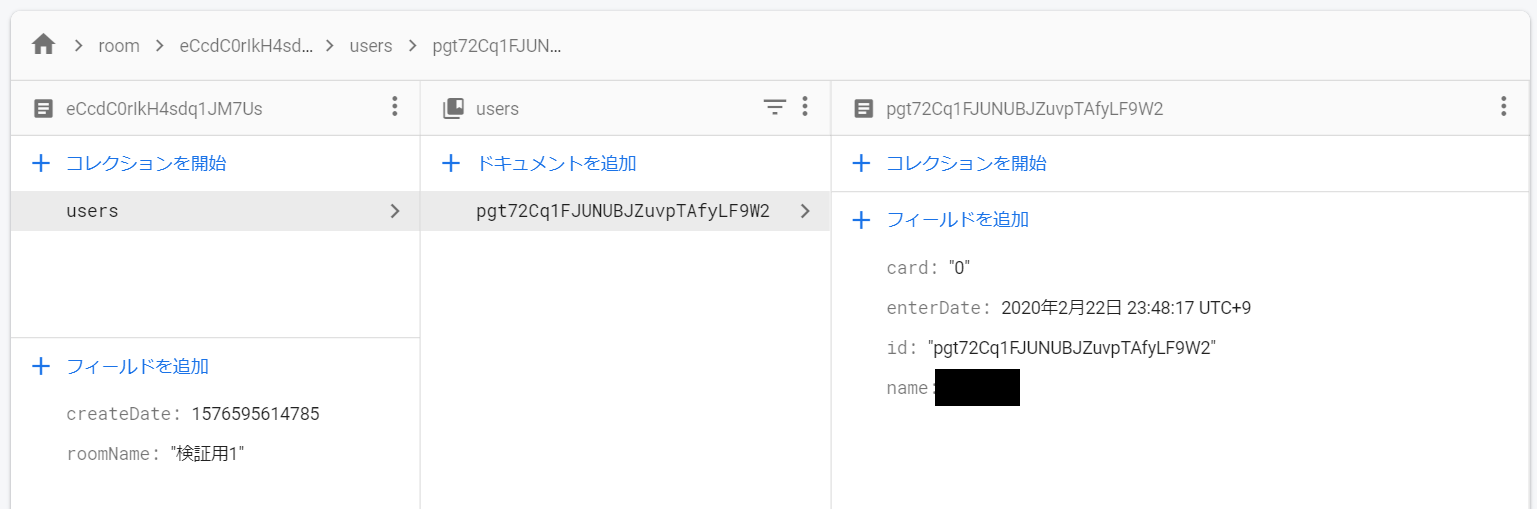 room > eCcdC0rIkH4sd... > users > pgt72Cq1FJUN...
eCcdC0rIkH4sdq1JM7Us
コレクションを開始
users
フィールドを追加
createDate: 1576595614785
roomName: "検証用1"
users
ドキュメントを追加
pgt72Cq1FJUNUBJZuvpTAfyLF9W2
pgt72Cq1FJUNUBJZuvpTAfyLF9W2
コレクションを開始
フィールドを追加
card: "0"
enterDate: 2020年2月22日 23:48:17 UTC+9
id: "pgt72Cq1FJUNUBJZuvpTAfyLF9W2"
name: